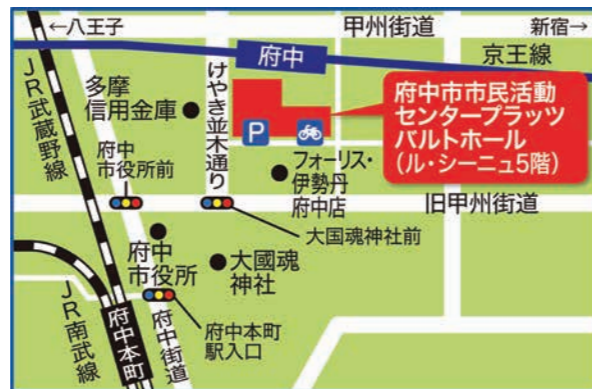 ←八王子
甲州街道
新宿→
府中
京王線
多摩
信用金庫
けやき並木通り
府中市市民活動
センタープラッツ
バルトホール
(ル・シーニュ5階)
P
JR武蔵野線
府中
市役所前
フォーリス・
伊勢丹
府中店
旧甲州街道
大国魂神社前
府中
市役所
大國魂
神社
JR南武線
府中本町
府中街道
府中本町
駅入口